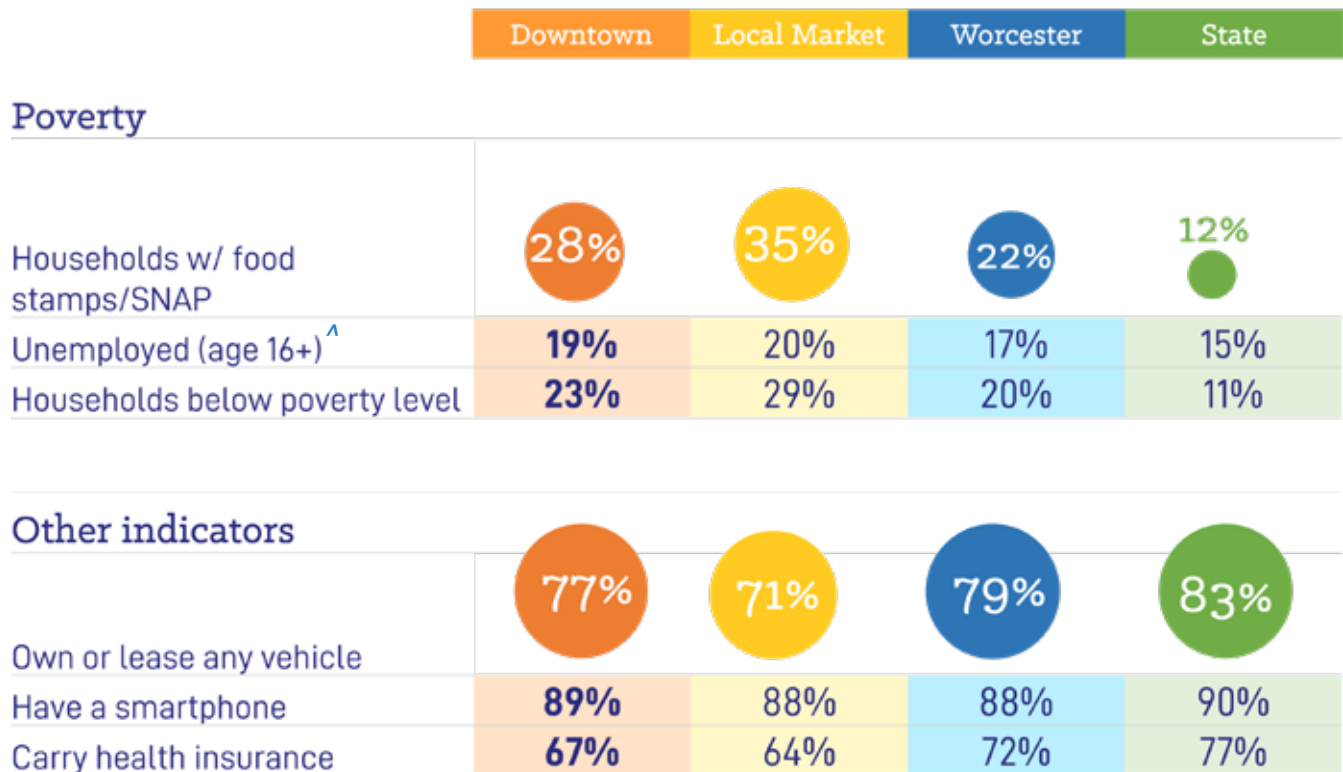 Downtown Local Market Worcester State
Poverty
Households w/ food
stamps/SNAP 28% 35% 22% 12%
Unemployed (age 16+)^ 19% 20% 17% 15%
Households below poverty level 23% 29% 20% 11%
Other indicators
Own or lease any vehicle 77% 71% 79% 83%
Have a smartphone 89% 88% 88% 90%
Carry health insurance 67% 64% 72% 77%